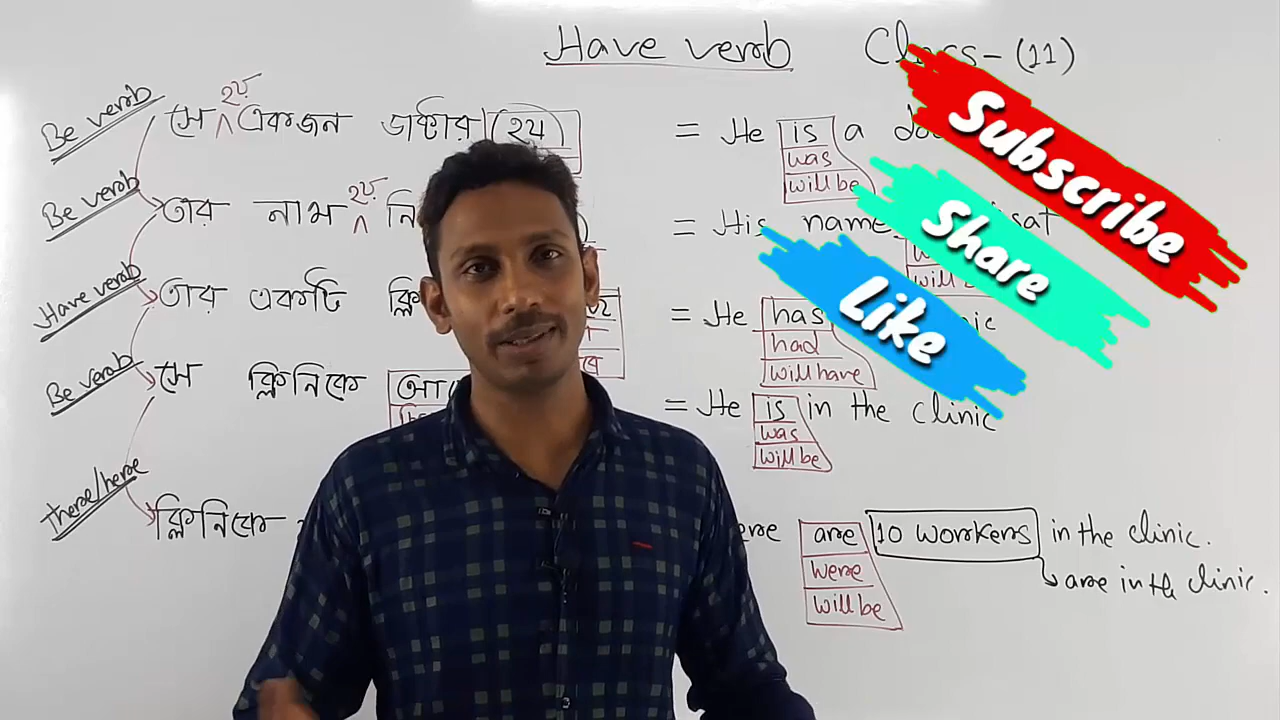 Have verb Class - (11)
Be verb সে ^হয় একজন ডাক্টার (হয়) = He is a
was
will be
Be verb তার নাম ^হয় = His name
Have verb তার একটি = He has
had
will have
Be verb সে ক্লিনিকে = He is in the clinic
was
will be
there/here ক্লিনিকে are 10 workers in the clinic.
were are in the clinic.
will be
Subscribe
Share
Like